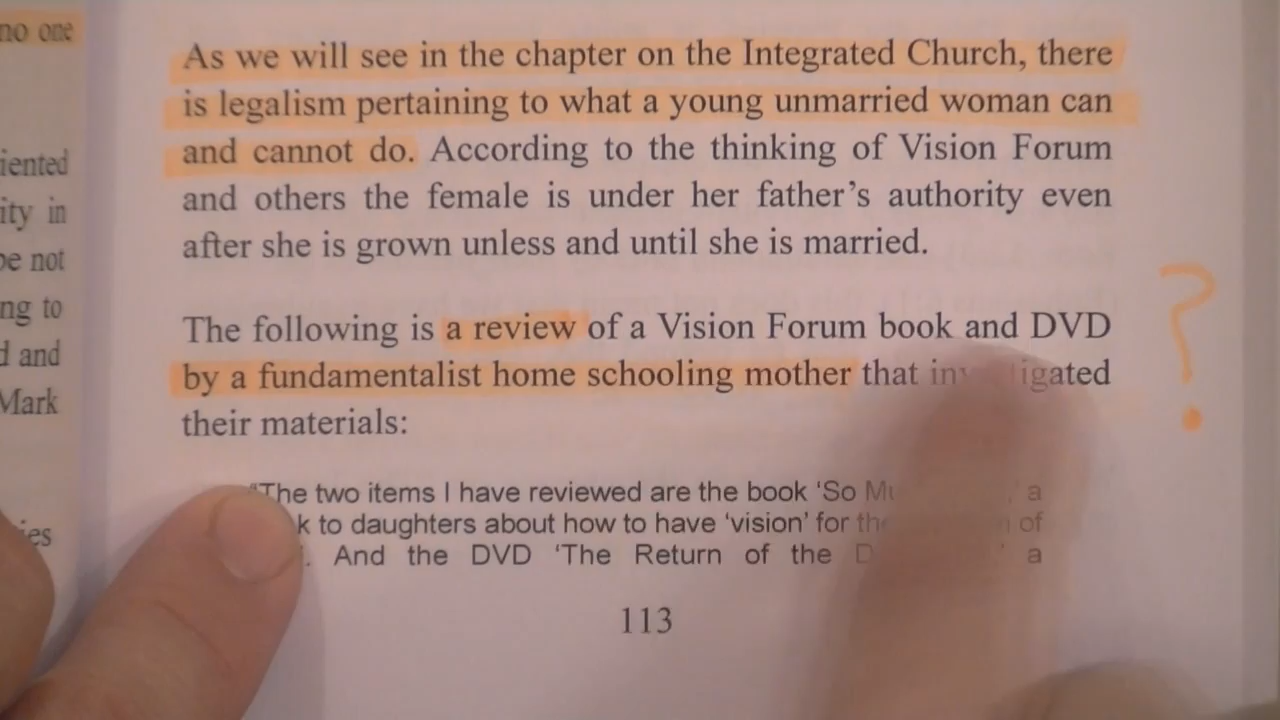 no one
iented
ity in
be not
ng to
d and
Mark
ies
As we will see in the chapter on the Integrated Church, there
is legalism pertaining to what a young unmarried woman can
and cannot do. According to the thinking of Vision Forum
and others the female is under her father's authority even
after she is grown unless and until she is married.
The following is a review of a Vision Forum book and DVD
by a fundamentalist home schooling mother that investigated
their materials:
"The two items I have reviewed are the book 'So a
to daughters about how to have 'vision' for of
And the DVD 'The Return of the a
113
?